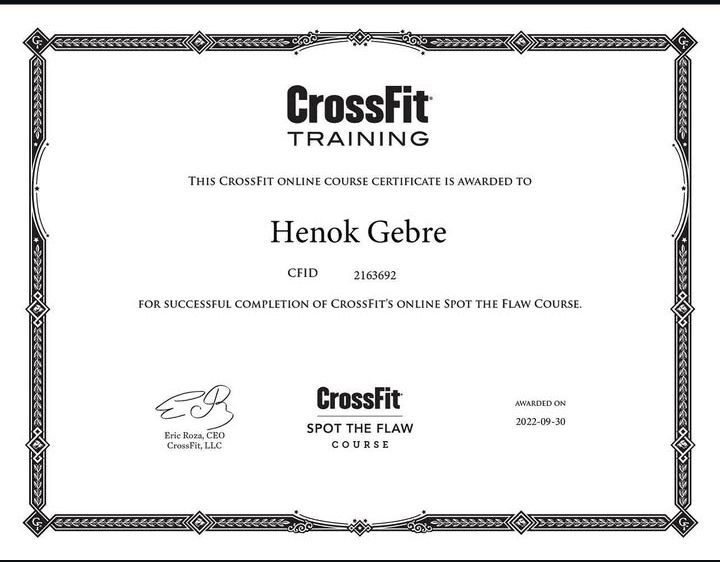 CrossFit
TRAINING
THIS CROSSFIT ONLINE COURSE CERTIFICATE IS AWARDED TO
Henok Gebre
CFID 2163692
FOR SUCCESSFUL COMPLETION OF CROSSFIT'S ONLINE SPOT THE FLAW COURSE.
Eric Roza, CEO
CrossFit, LLC
CrossFit
SPOT THE FLAW
COURSE
AWARDED ON
2022-09-30